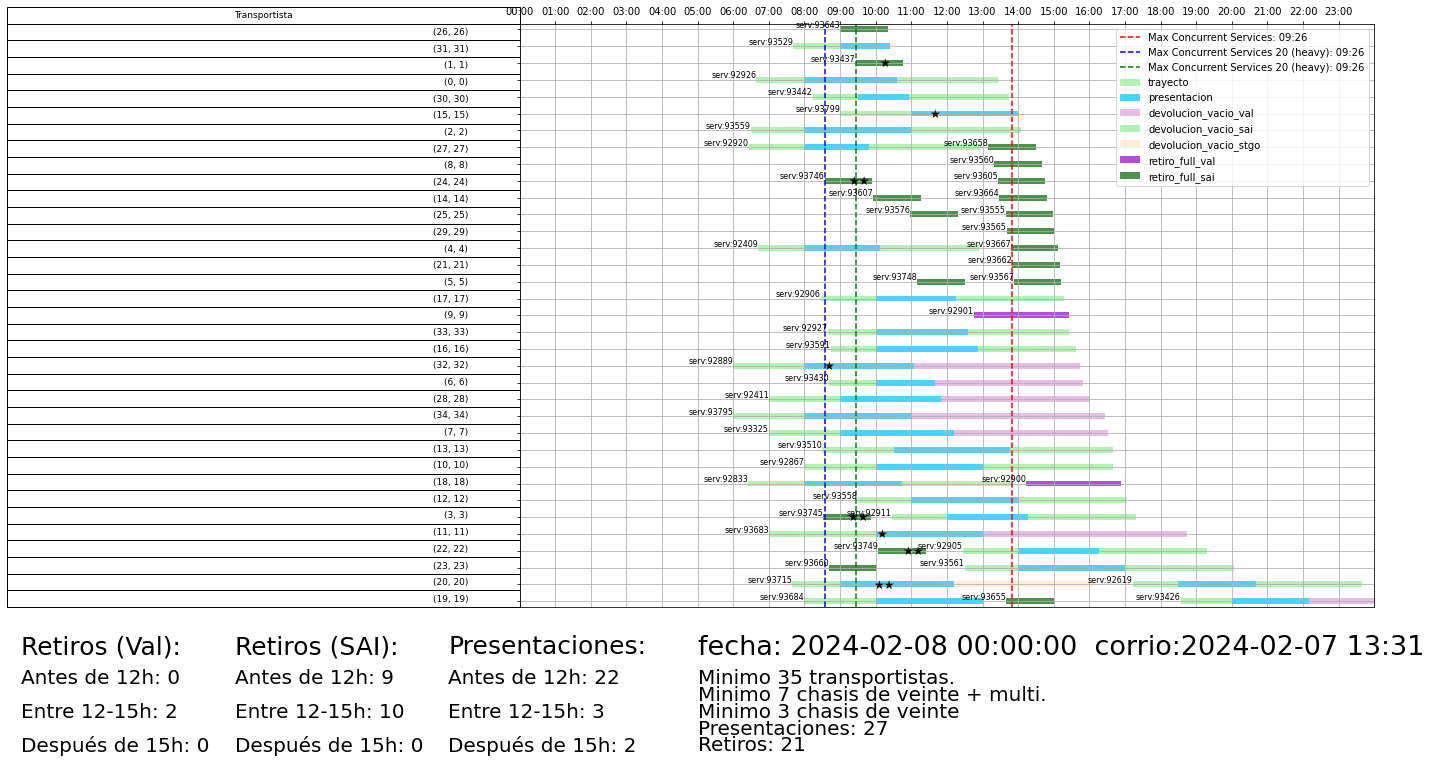 Transportista
00:00 01:00 02:00 03:00 04:00 05:00 06:00 07:00 08:00 09:00 10:00 11:00 12:00 13:00 14:00 15:00 16:00 17:00 18:00 19:00 20:00 21:00 22:00 23:00
(26, 26) serv:93643
(31, 31) serv:93529
(1, 1) serv:93437
(0, 0) serv:92926
(30, 30) serv:93442
(15, 15) serv:93799
(2, 2) serv:93559
(27, 27) serv:92920 serv:93658
(8, 8) serv:93560
(24, 24) serv:93746 serv:93605
(14, 14) serv:93607 serv:93664
(25, 25) serv:93576 serv:93555
(29, 29) serv:93565
(4, 4) serv:92409 serv:93667
(21, 21) serv:93662
(5, 5) serv:93748 serv:93567
(17, 17) serv:92906
(9, 9) serv:92901
(33, 33) serv:92927
(16, 16) serv:93591
(32, 32) serv:92889
(6, 6) serv:93430
(28, 28) serv:92411
(34, 34) serv:93795
(7, 7) serv:93325
(13, 13) serv:93510
(10, 10) serv:92867
(18, 18) serv:92833 serv:92900
(12, 12) serv:93558
(3, 3) serv:93745 serv:92911
(11, 11) serv:93683
(22, 22) serv:93749 serv:92905
(23, 23) serv:93660 serv:93561
(20, 20) serv:93715 serv:92619
(19, 19) serv:93684 serv:93655 serv:93426
Max Concurrent Services: 09:26
Max Concurrent Services 20 (heavy): 09:26
Max Concurrent Services 20 (heavy): 09:26
trayecto
presentacion
devolucion_vacio_val
devolucion_vacio_sai
devolucion_vacio_stgo
retiro_full_val
retiro_full_sai
Retiros (Val):
Antes de 12h: 0
Entre 12-15h: 2
Después de 15h: 0
Retiros (SAI):
Antes de 12h: 9
Entre 12-15h: 10
Después de 15h: 0
Presentaciones:
Antes de 12h: 22
Entre 12-15h: 3
Después de 15h: 2
fecha: 2024-02-08 00:00:00 corrio:2024-02-07 13:31
Minimo 35 transportistas.
Minimo 7 chasis de veinte + multi.
Minimo 3 chasis de veinte
Presentaciones: 27
Retiros: 21